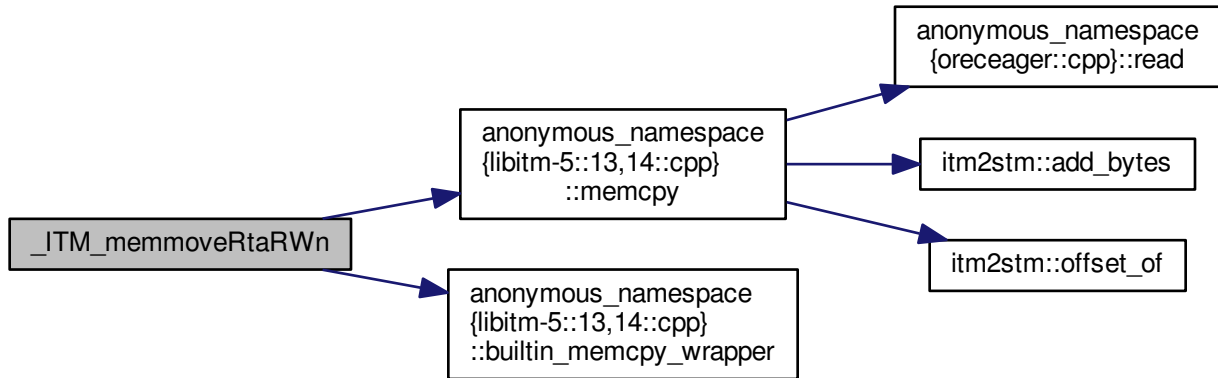 _ITM_memmoveRtaRWn
anonymous_namespace
{libitm-5::13,14::cpp}
::memcpy
anonymous_namespace
{libitm-5::13,14::cpp}
::builtin_memcpy_wrapper
anonymous_namespace
{oreceager::cpp}::read
itm2stm::add_bytes
itm2stm::offset_of